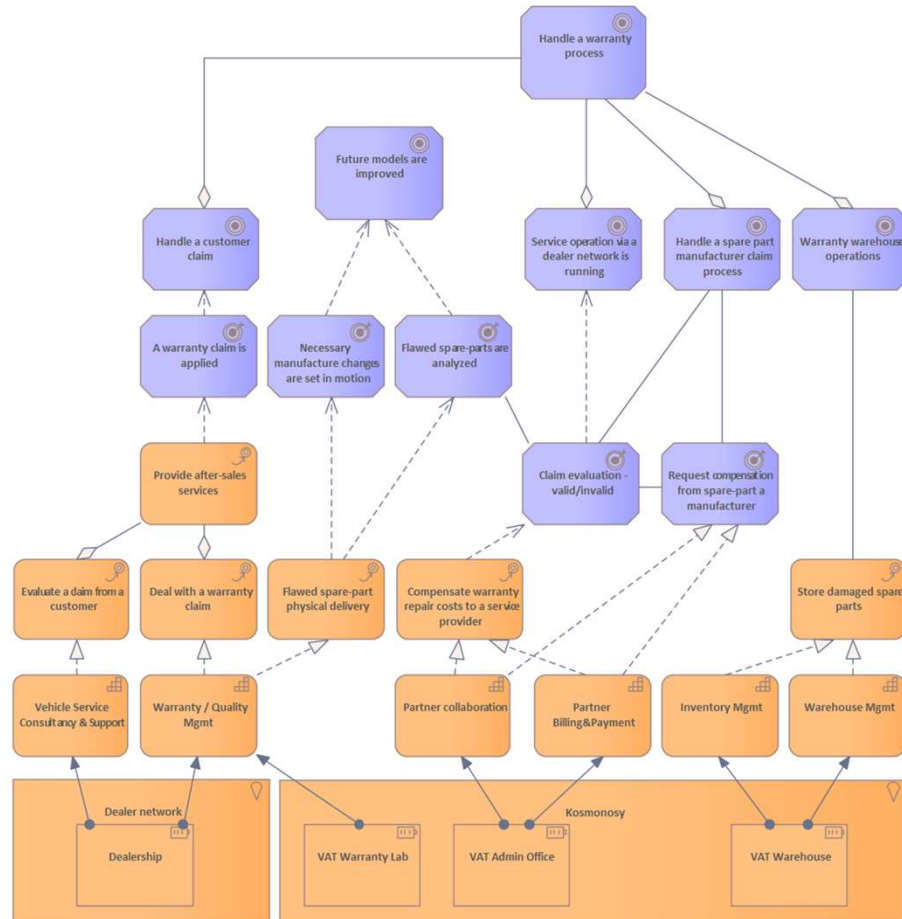 Handle a warranty
process
Future models are
improved
Handle a customer
claim
Service operation via a
dealer network is
running
Handle a spare part
manufacturer claim
process
Warranty warehouse
operations
A warranty claim is
applied
Necessary
manufacture changes
are set in motion
Flawed spare-parts are
analyzed
Provide after-sales
services
Claim evaluation -
valid/invalid
Request compensation
from spare-part a
manufacturer
Evaluate a claim from a
customer
Deal with a warranty
claim
Flawed spare-part
physical delivery
Compensate warranty
repair costs to a service
provider
Store damaged spare
parts
Vehicle Service
Consultancy & Support
Warranty / Quality
Mgmt
Partner collaboration
Partner
Billing&Payment
Inventory Mgmt
Warehouse Mgmt
Dealer network
Kosmonosy
Dealership
VAT Warranty Lab
VAT Admin Office
VAT Warehouse